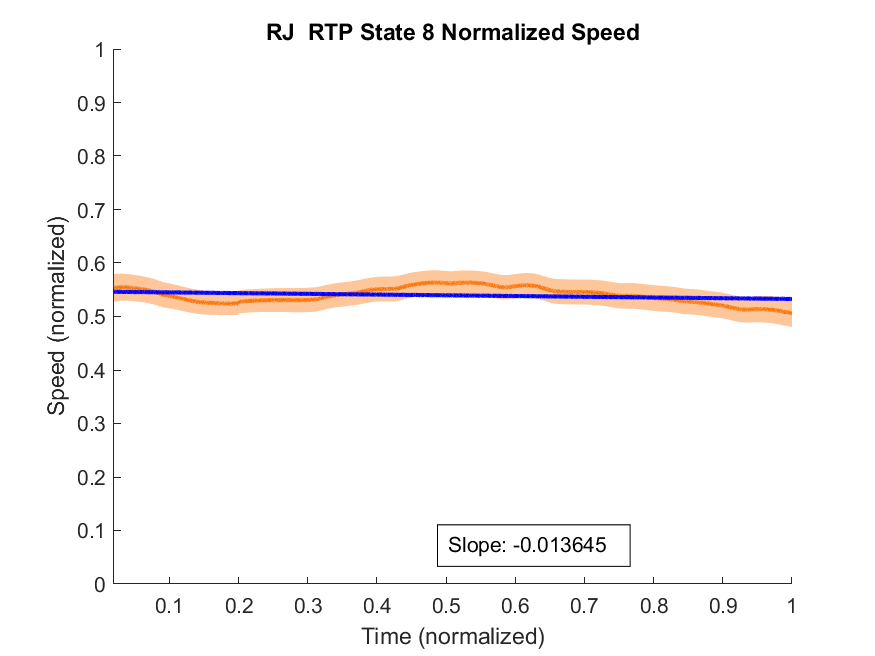 RJ  RTP State 8 Normalized Speed
1
0.9
0.8
0.7
0.6
0.5
0.4
0.3
0.2
0.1
0
Speed (normalized)
Slope: -0.013645
0.1 0.2 0.3 0.4 0.5 0.6 0.7 0.8 0.9 1
Time (normalized)